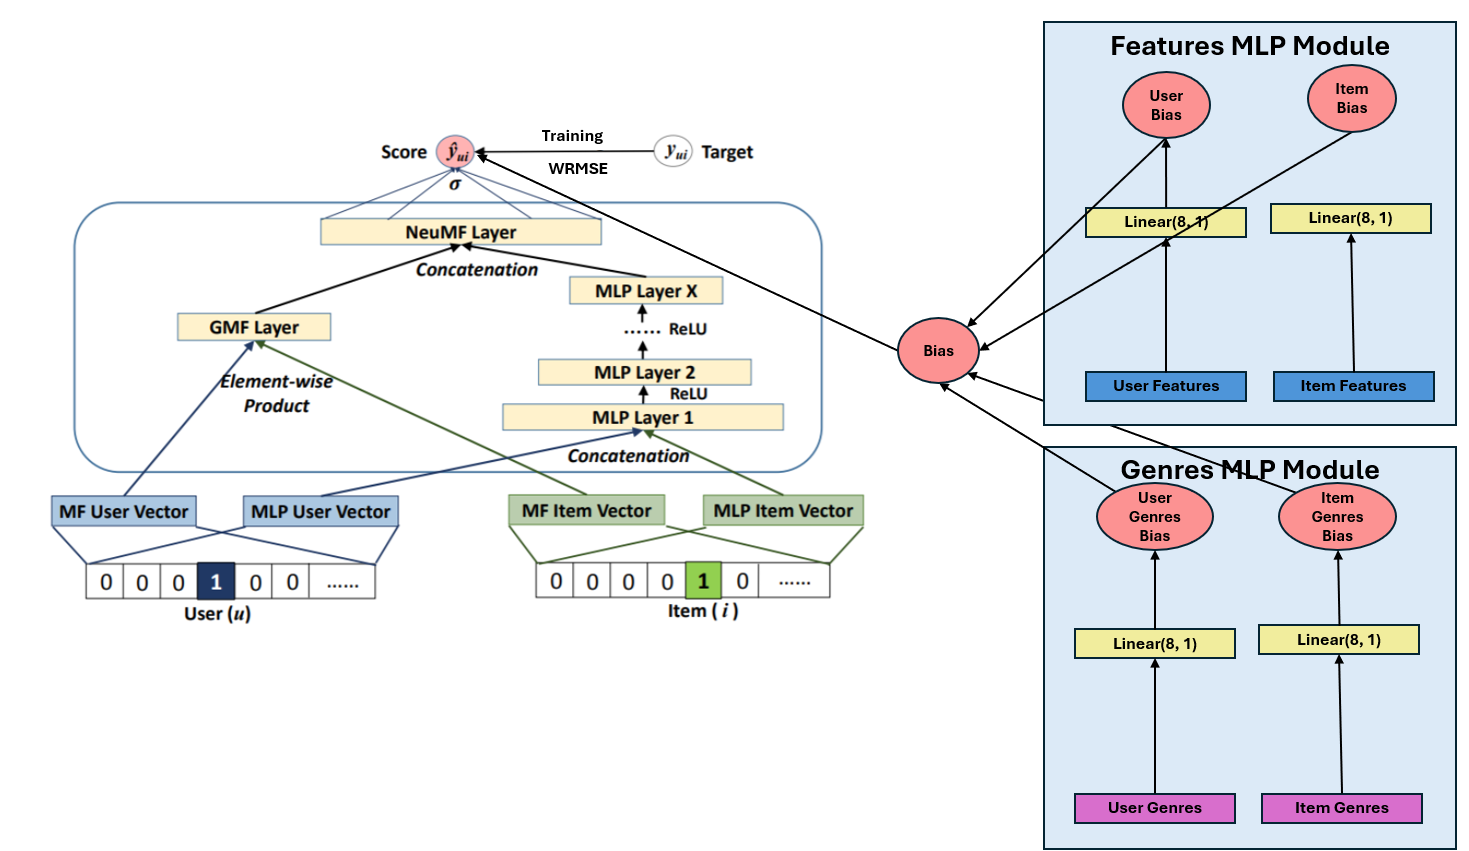 Features MLP Module
User
Bias
Item
Bias
Training
Score
ŷui
yui
Target
WRMSE
σ
Linear(8, 1)
Linear(8, 1)
NeuMF Layer
Concatenation
MLP Layer X
GMF Layer
...... ReLU
Bias
Element-wise
Product
MLP Layer 2
User Features
Item Features
ReLU
MLP Layer 1
Concatenation
Genres MLP Module
MF User Vector
MLP User Vector
MF Item Vector
MLP Item Vector
User
Genres
Bias
Item
Genres
Bias
0 0 0 1 0 0 ......
0 0 0 0 1 0 ......
User (u)
Item ( i )
Linear(8, 1)
Linear(8, 1)
User Genres
Item Genres